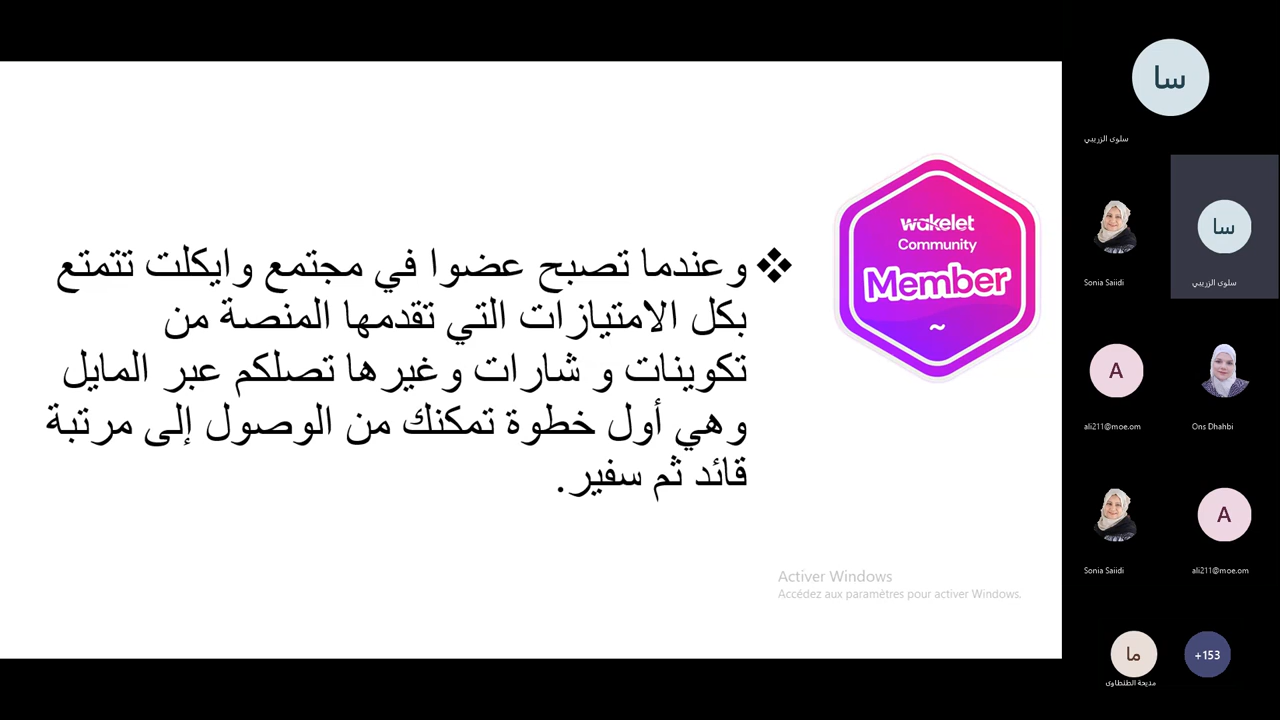 ❖ وعندما تصبح عضوا في مجتمع وايكلت تتمتع
بكل الامتيازات التي تقدمها المنصة من
تكوينات و شارات وغيرها تصلكم عبر المايل
وهي أول خطوة تمكنك من الوصول إلى مرتبة
قائد ثم سفير.
wakelet
Community
Member
~
Activer Windows
Accédez aux paramètres pour activer Windows.
سا
سلوى الزريبي
Sonia Saiidi
سا
سلوى الزريبي
A
ali211@moe.om
Ons Dhahbi
Sonia Saiidi
A
ali211@moe.om
ما
مديحة الطنطاوى
+153